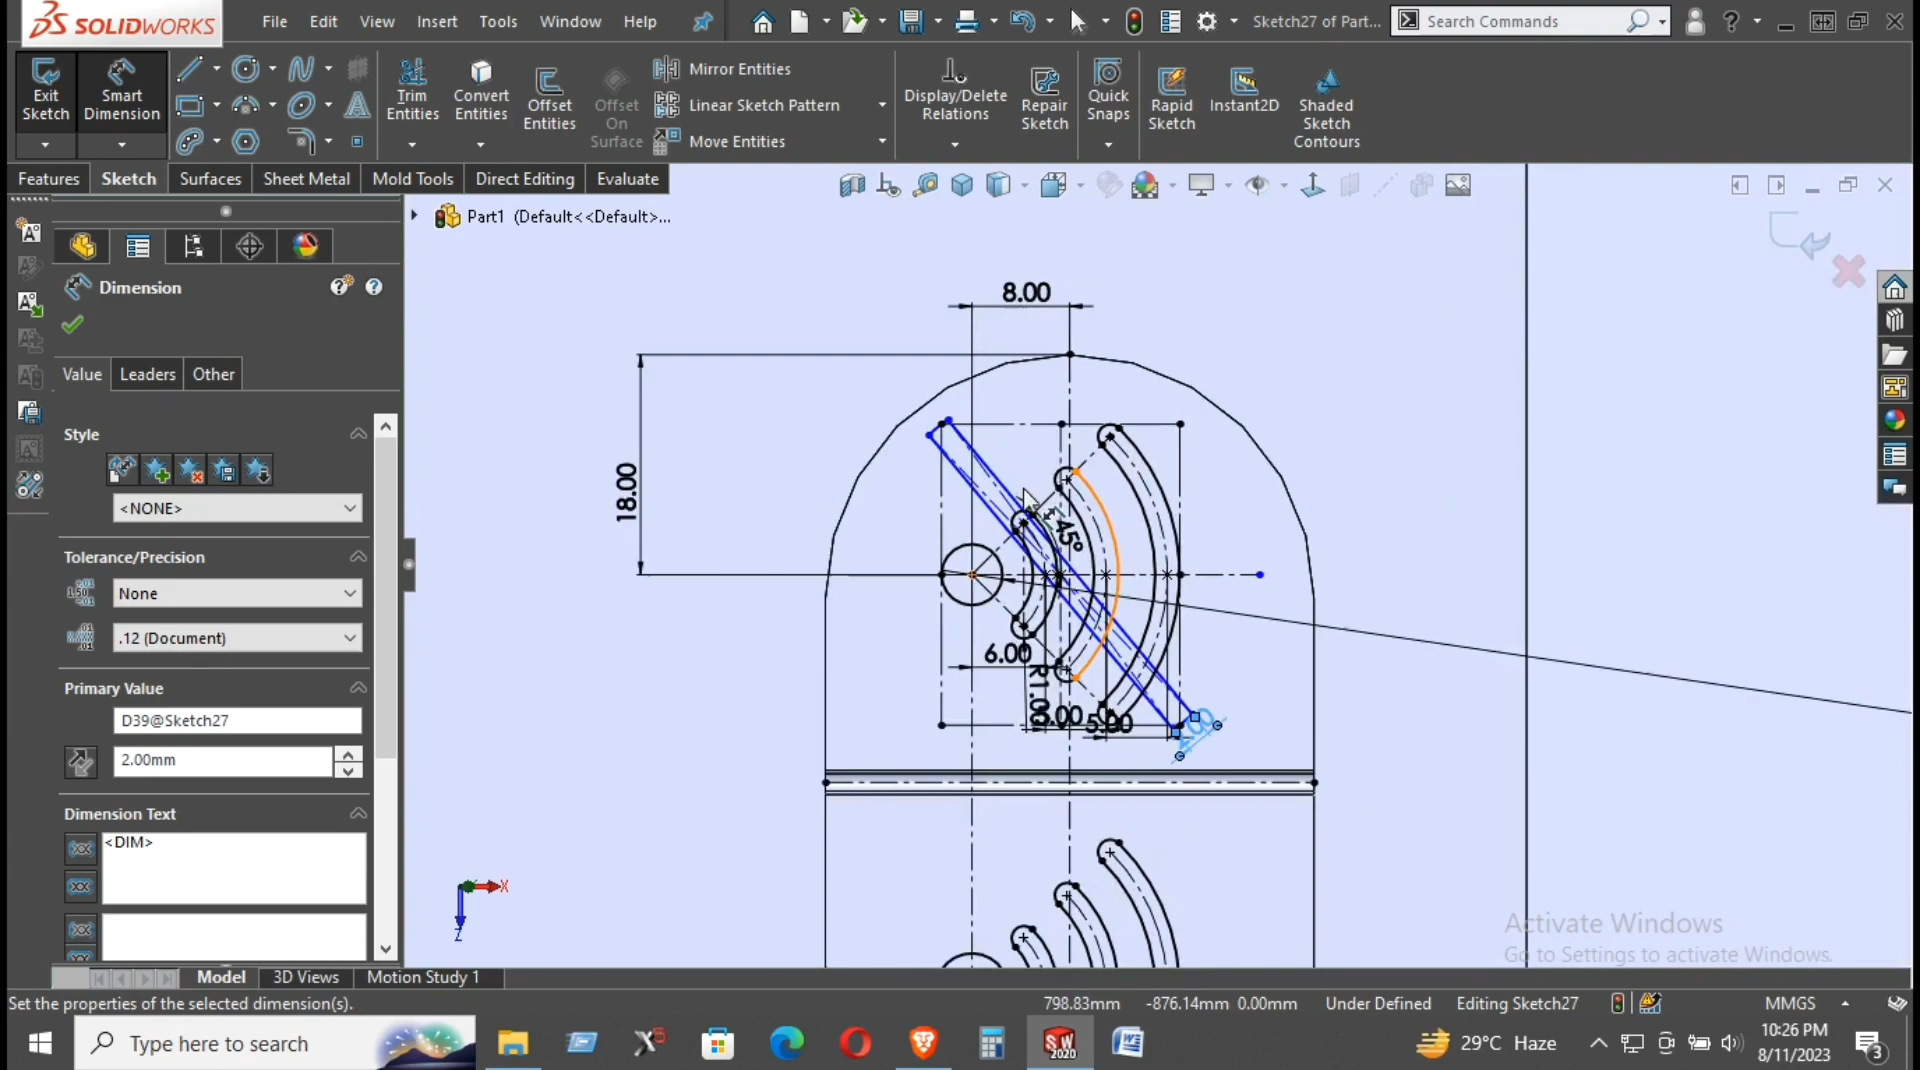 SOLIDWORKS
File Edit View Insert Tools Window Help
Sketch27 of Part...
Search Commands
Exit Sketch
Smart Dimension
Trim Entities
Convert Entities
Offset Entities
Offset On Surface
Mirror Entities
Linear Sketch Pattern
Move Entities
Display/Delete Relations
Repair Sketch
Quick Snaps
Rapid Sketch
Instant2D
Shaded Sketch Contours
Features Sketch Surfaces Sheet Metal Mold Tools Direct Editing Evaluate
Part1 (Default<<Default>...
Dimension
Value Leaders Other
Style
<NONE>
Tolerance/Precision
None
.12 (Document)
Primary Value
D39@Sketch27
2.00mm
Dimension Text
<DIM>
8.00
18.00
45°
6.00
R1.00
5.00
X
Z
Activate Windows
Go to Settings to activate Windows.
Model 3D Views Motion Study 1
Set the properties of the selected dimension(s).
798.83mm -876.14mm 0.00mm Under Defined Editing Sketch27 MMGS
Type here to search
SW 2020
29°C Haze
10:26 PM
8/11/2023
3